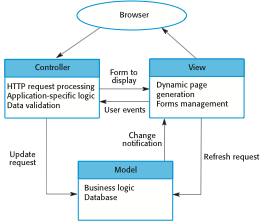 Browser
Controller
HTTP request processing
Application-specific logic
Data validation
Form to
display
User events
View
Dynamic page
generation
Forms management
Update
request
Change
notification
Refresh request
Model
Business logic
Database